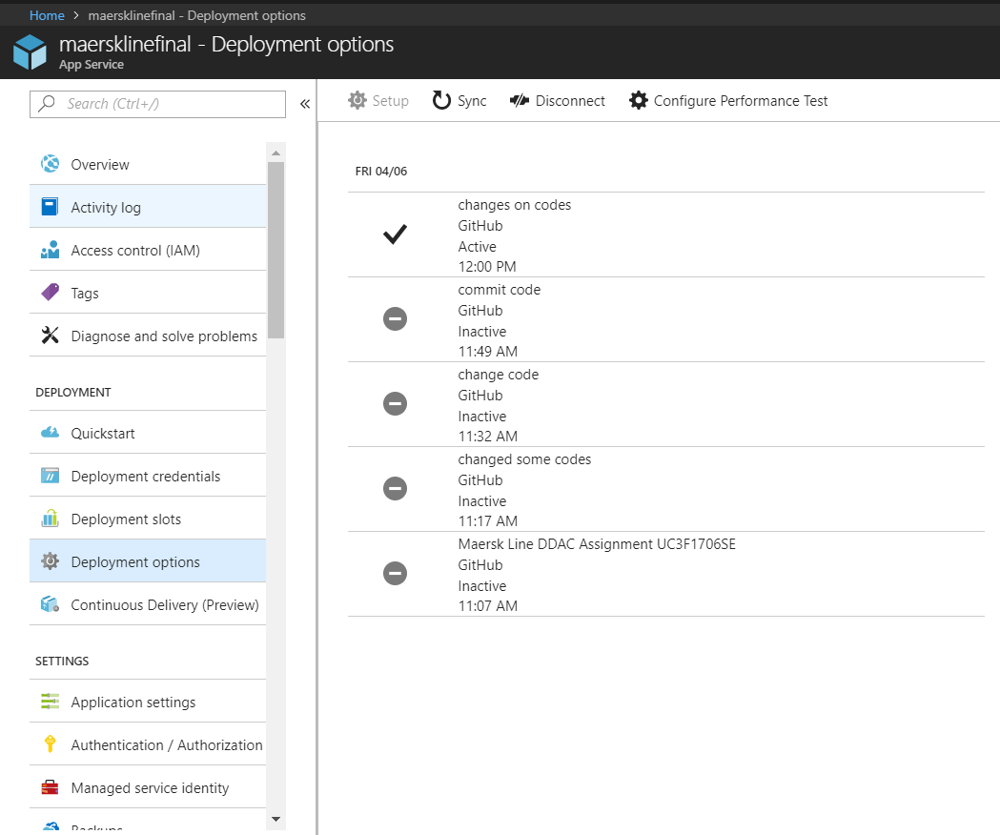 Home > maersklinefinal - Deployment options
maersklinefinal - Deployment options
App Service
Search (Ctrl+/)
«
Overview
Activity log
Access control (IAM)
Tags
Diagnose and solve problems
DEPLOYMENT
Quickstart
Deployment credentials
Deployment slots
Deployment options
Continuous Delivery (Preview)
SETTINGS
Application settings
Authentication / Authorization
Managed service identity
Backups
Setup Sync Disconnect Configure Performance Test
FRI 04/06
changes on codes
GitHub
Active
12:00 PM
commit code
GitHub
Inactive
11:49 AM
change code
GitHub
Inactive
11:32 AM
changed some codes
GitHub
Inactive
11:17 AM
Maersk Line DDAC Assignment UC3F1706SE
GitHub
Inactive
11:07 AM